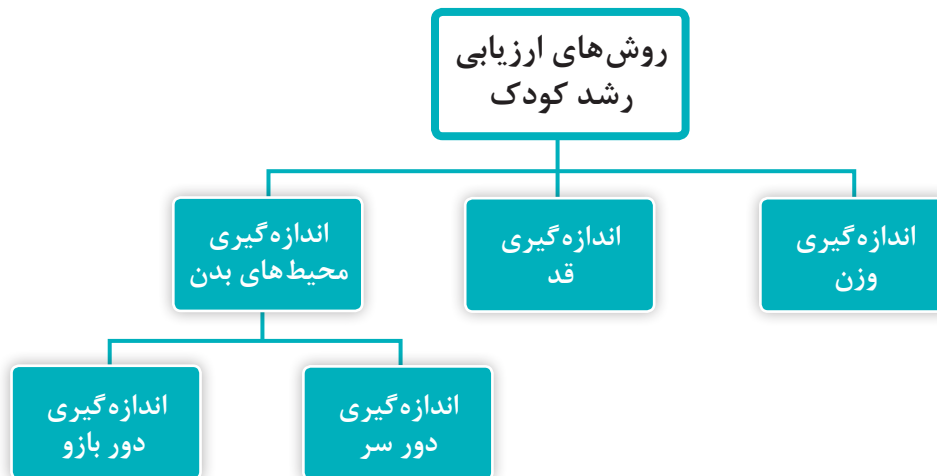 روش‌های ارزیابی
رشد کودک
اندازه‌گیری
وزن
اندازه‌گیری
قد
اندازه‌گیری
محیط‌های بدن
اندازه‌گیری
دور سر
اندازه‌گیری
دور بازو